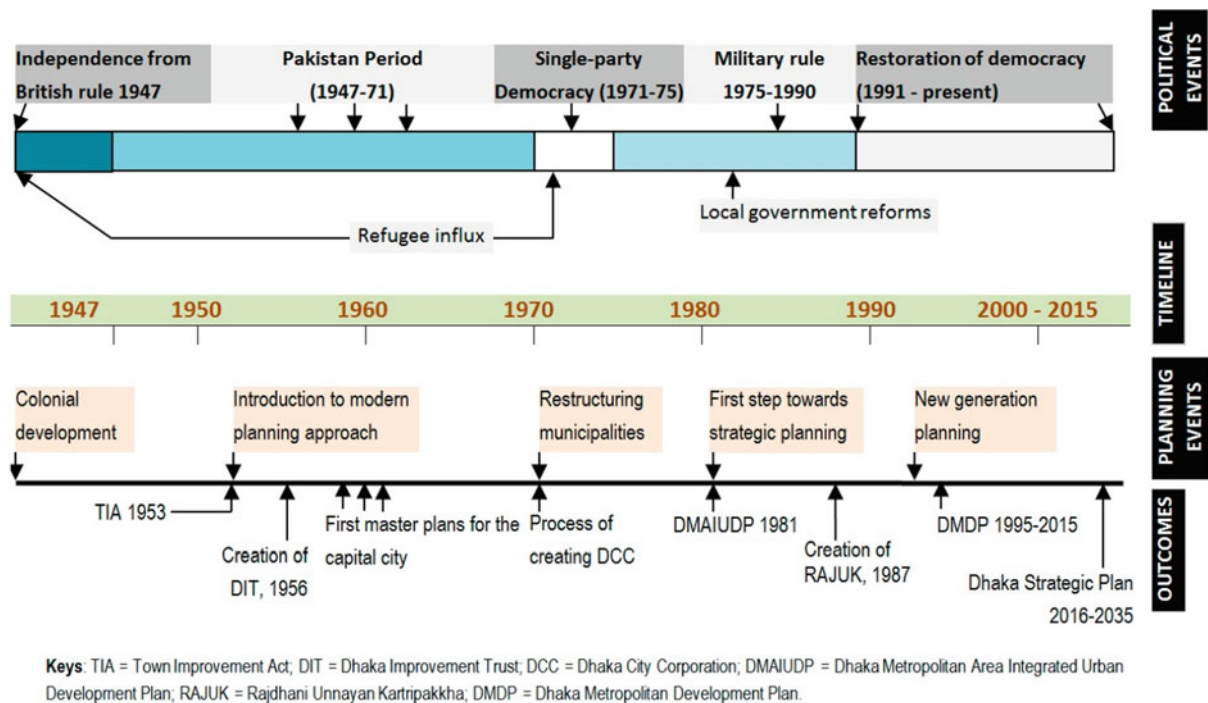 Independence from
British rule 1947
Pakistan Period
(1947-71)
Single-party
Democracy (1971-75)
Military rule
1975-1990
Restoration of democracy
(1991 - present)
POLITICAL
EVENTS
Refugee influx
Local government reforms
TIMELINE
1947
1950
1960
1970
1980
1990
2000 - 2015
Colonial
development
Introduction to modern
planning approach
Restructuring
municipalities
First step towards
strategic planning
New generation
planning
PLANNING
EVENTS
TIA 1953
Creation of
DIT, 1956
First master plans for the
capital city
Process of
creating DCC
DMAIUDP 1981
Creation of
RAJUK, 1987
DMDP 1995-2015
Dhaka Strategic Plan
2016-2035
OUTCOMES
Keys: TIA = Town Improvement Act; DIT = Dhaka Improvement Trust; DCC = Dhaka City Corporation; DMAIUDP = Dhaka Metropolitan Area Integrated Urban
Development Plan; RAJUK = Rajdhani Unnayan Kartripakkha; DMDP = Dhaka Metropolitan Development Plan.